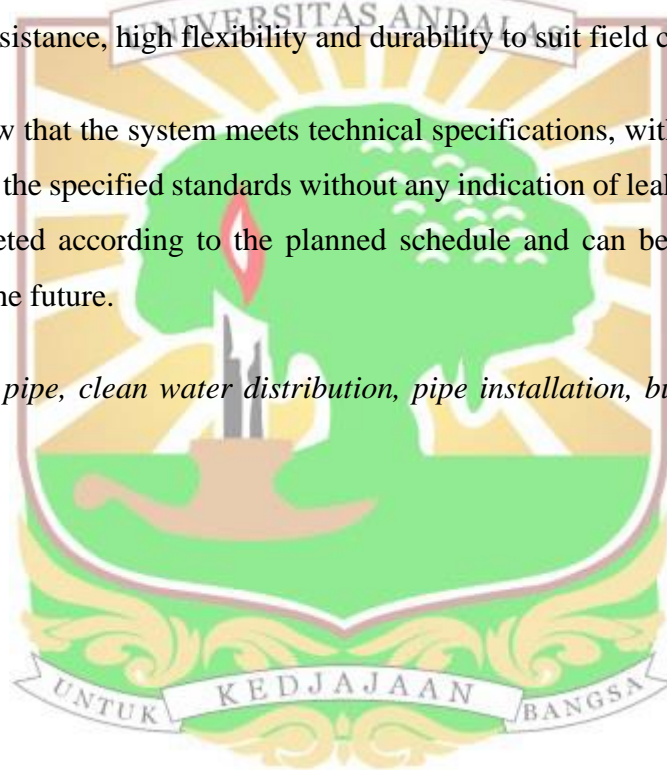 UNIVERSITAS ANDALAS
sistance, high flexibility and durability to suit field c
w that the system meets technical specifications, wit
the specified standards without any indication of leal
eted according to the planned schedule and can be
ne future.
pipe, clean water distribution, pipe installation, bu
UNTUK KEDJAJAAN BANGSA